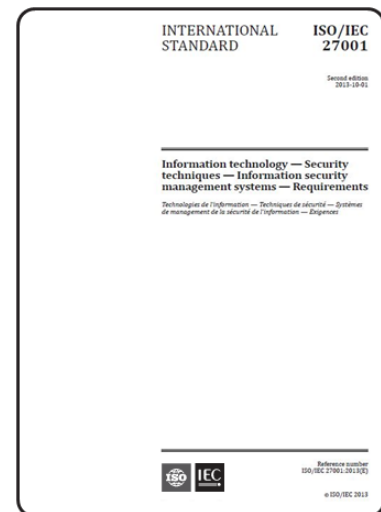 INTERNATIONAL STANDARD
ISO/IEC 27001
Second edition
2013-10-01
Information technology — Security
techniques — Information security
management systems — Requirements
Technologies de l'information — Techniques de sécurité — Systèmes
de management de la sécurité de l'information — Exigences
ISO IEC
Reference number
ISO/IEC 27001:2013(E)
© ISO/IEC 2013